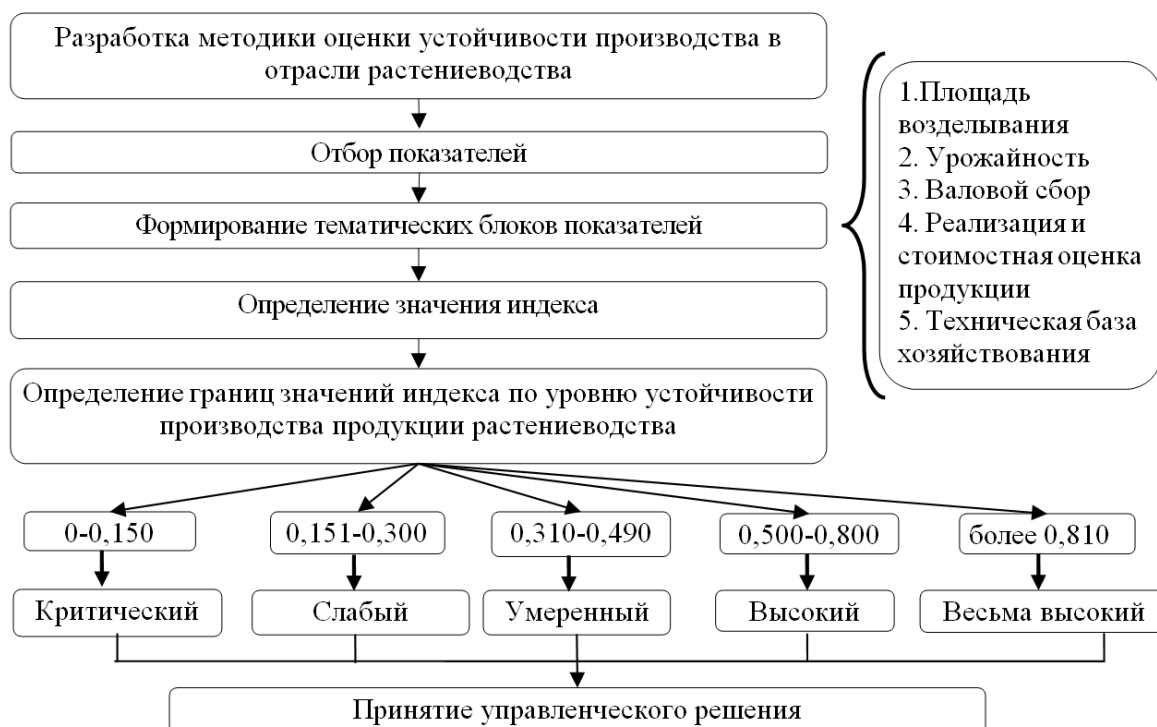 Разработка методики оценки устойчивости производства в
отрасли растениеводства
Отбор показателей
Формирование тематических блоков показателей
Определение значения индекса
Определение границ значений индекса по уровню устойчивости
производства продукции растениеводства
1.Площадь
возделывания
2. Урожайность
3. Валовой сбор
4. Реализация и
стоимостная оценка
продукции
5. Техническая база
хозяйствования
0-0,150
0,151-0,300
0,310-0,490
0,500-0,800
более 0,810
Критический
Слабый
Умеренный
Высокий
Весьма высокий
Принятие управленческого решения